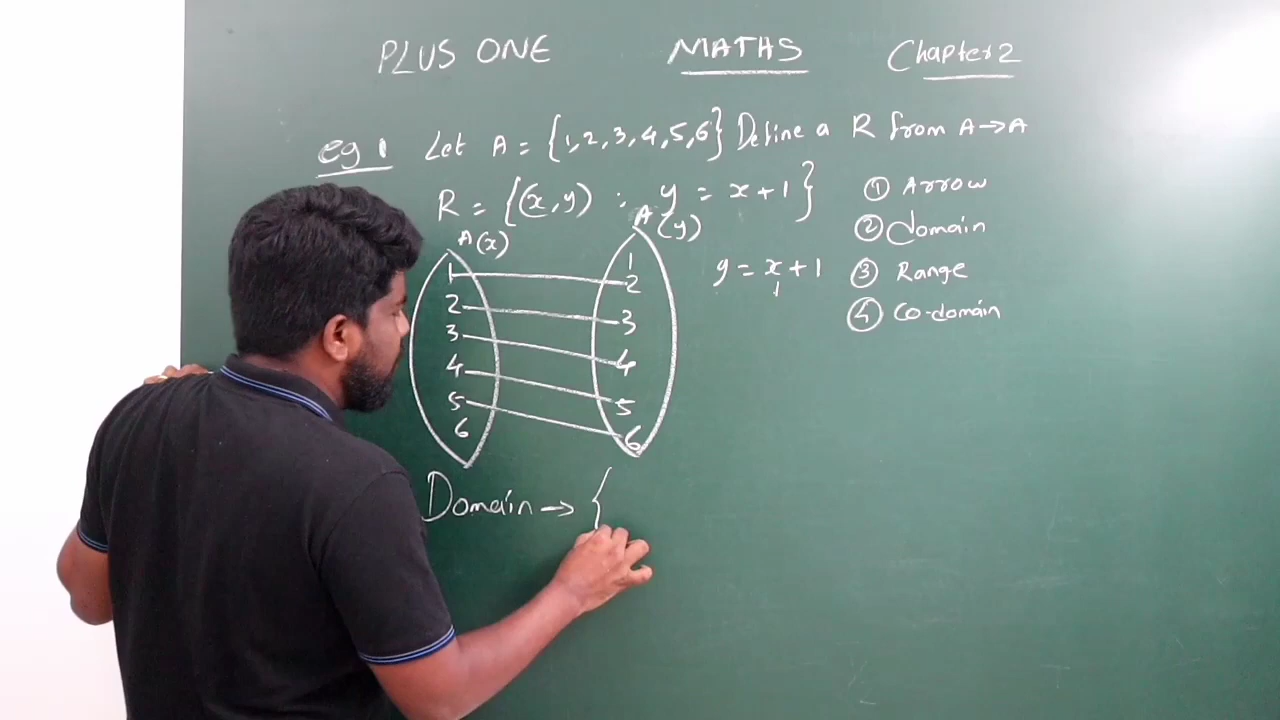 PLUS ONE MATHS Chapter 2
eg 1 Let A = {1,2,3,4,5,6} Define a R from A→A
R = {(x,y) : y = x+1}
① Arrow
② domain
③ Range
④ Co-domain
A(x)
1
2
3
4
5
6
A(y)
1
2
3
4
5
6
y = x+1
1
Domain → {